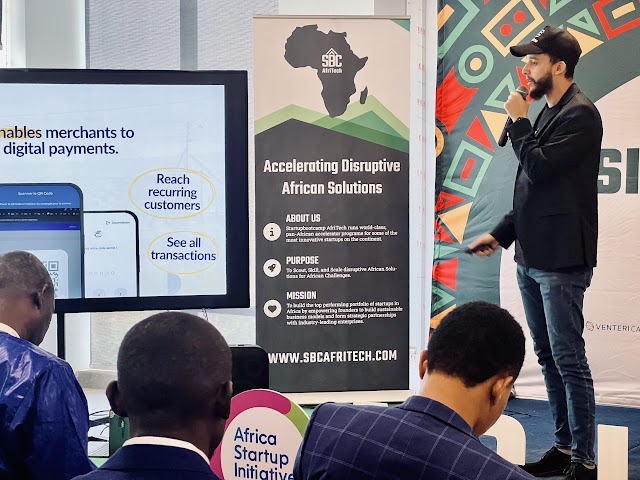 nables merchants to
digital payments.
Reach
recurring
customers
See all
transactions
SBC
AfriTech
Accelerating Disruptive
African Solutions
ABOUT US
Startupbootcamp AfriTech runs world-class,
pan-African accelerator programs for some of the
most innovative startups on the continent.
PURPOSE
To Scout, Skill, and Scale disruptive African Solu-
tions for African Challenges.
MISSION
To build the top performing portfolio of startups in
Africa by empowering founders to build sustainable
business models and form strategic partnerships
with industry-leading enterprises.
WWW.SBCAFRITECH.COM
Africa
Startup
Initiative
SI
VENTERICA